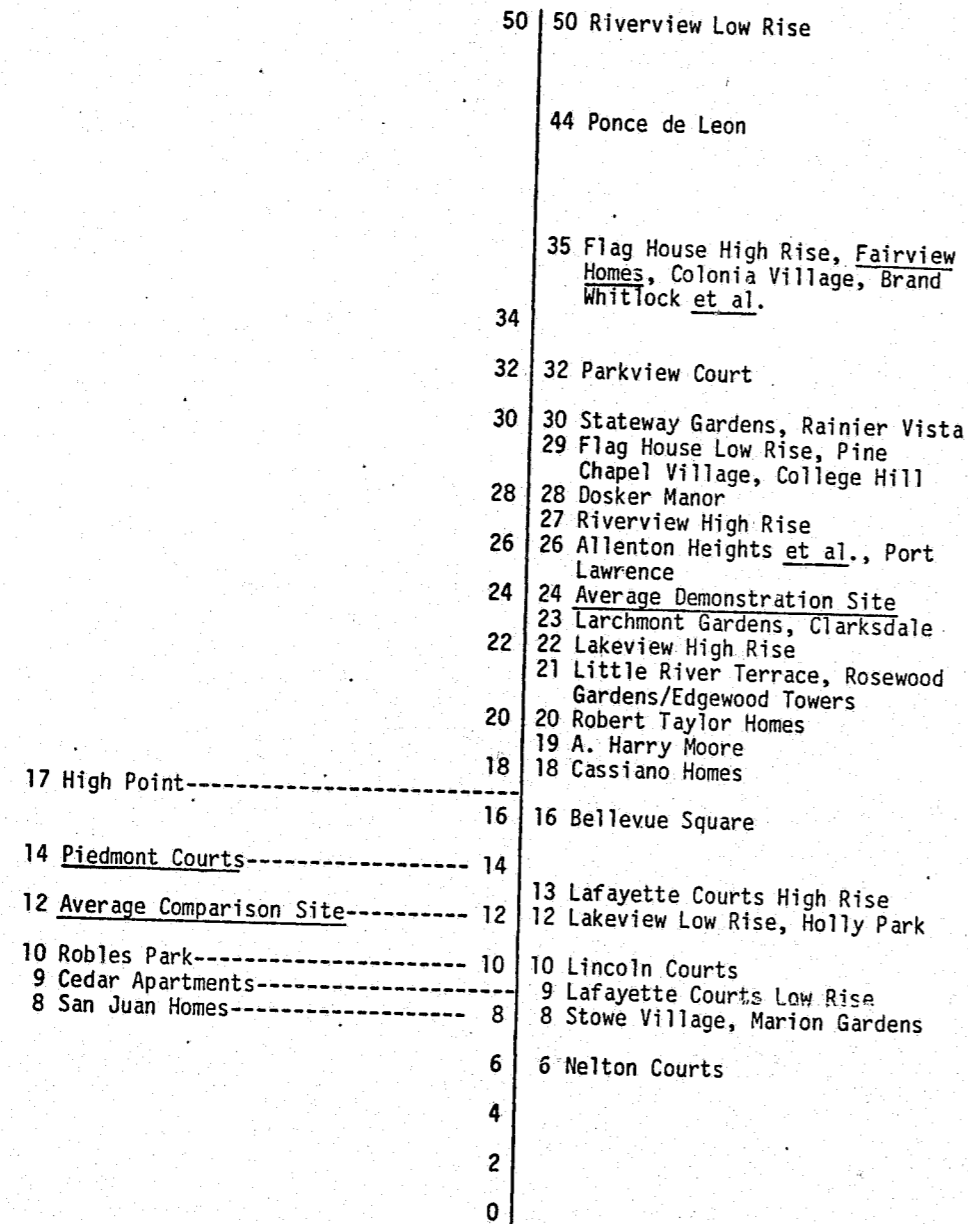 50 | 50 Riverview Low Rise
44 Ponce de Leon
35 Flag House High Rise, Fairview
Homes, Colonia Village, Brand
Whitlock et al.
34
32 | 32 Parkview Court
30 | 30 Stateway Gardens, Rainier Vista
29 Flag House Low Rise, Pine
Chapel Village, College Hill
28 | 28 Dosker Manor
27 Riverview High Rise
26 | 26 Allenton Heights et al., Port
Lawrence
24 | 24 Average Demonstration Site
23 Larchmont Gardens, Clarksdale
22 | 22 Lakeview High Rise
21 Little River Terrace, Rosewood
Gardens/Edgewood Towers
20 | 20 Robert Taylor Homes
19 A. Harry Moore
18 | 18 Cassiano Homes
17 High Point---------------------------
16 | 16 Bellevue Square
14 Piedmont Courts------------------ 14
13 Lafayette Courts High Rise
12 Average Comparison Site---------- 12 | 12 Lakeview Low Rise, Holly Park
10 Robles Park---------------------- 10 | 10 Lincoln Courts
9 Cedar Apartments--------------------- | 9 Lafayette Courts Low Rise
8 San Juan Homes------------------- 8 | 8 Stowe Village, Marion Gardens
6 | 6 Nelton Courts
4
2
0